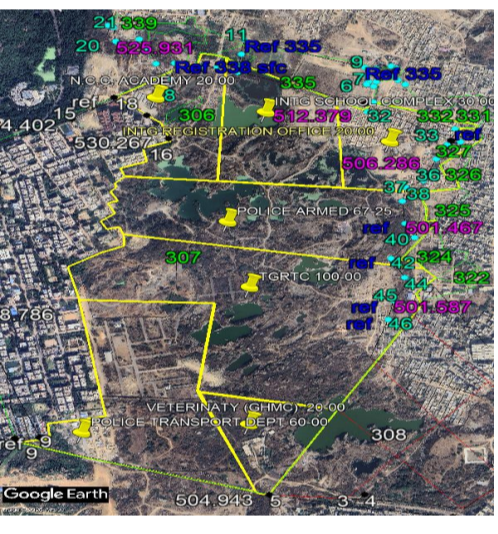 21 339
11
20 526.931 Ref 335
Ref 338 sfc 9
7 Ref 335
N.C.C. ACADEMY 20-00 335 6
ref 18 8 INTG SCHOOL COMPLEX 30-00
15 306 512.379 32 332 331
4.402 INTG REGISTRATION OFFICE 20-00 33 ref
530.267 327
16 506.286 36 326
37
38
POLICE ARMED 67-25 325
ref 501.467
40
307 ref 42 324
TGRTC 100-00 44 322
45
8.786 ref 501.587
ref 46
VETERINATY (GHMC) 20-00
POLICE TRANSPORT DEPT 60-00
308
ref 9
9
Google Earth
504.943 5 3 4